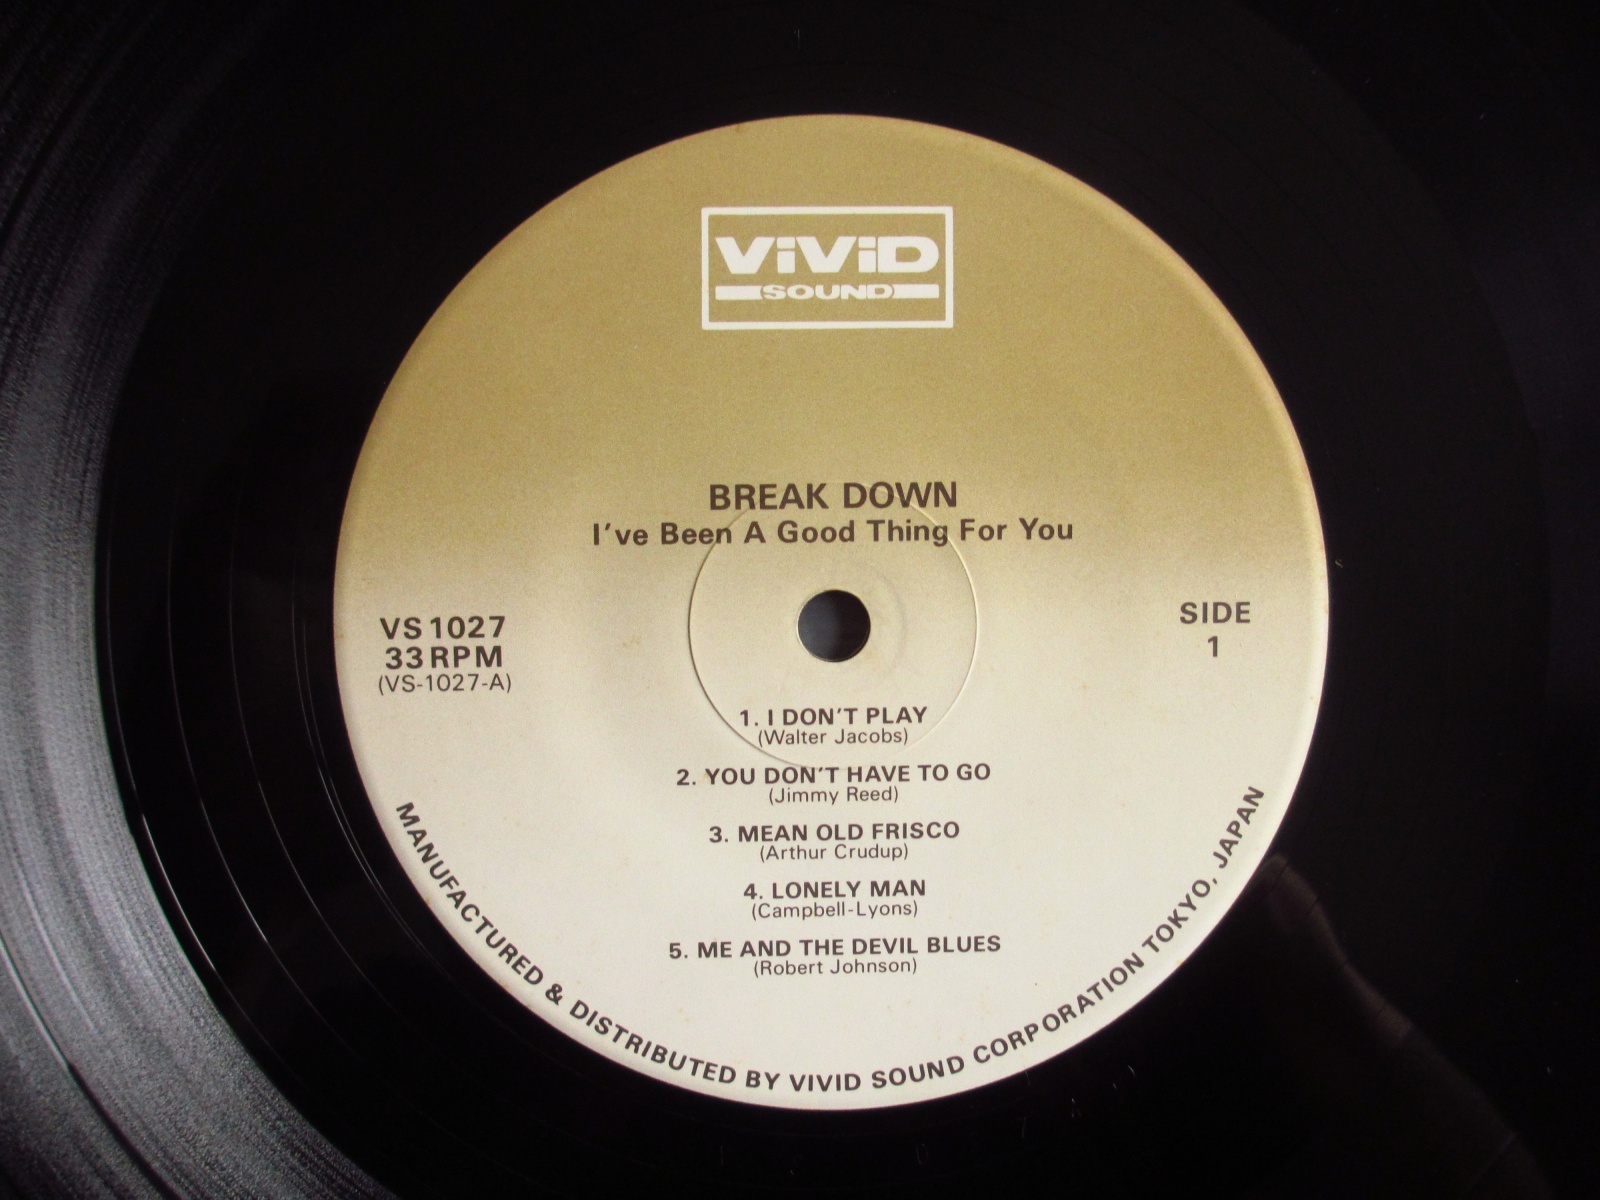 ViViD
SOUND
BREAK DOWN
I've Been A Good Thing For You
VS 1027
33 RPM
(VS-1027-A)
SIDE
1
1. I DON'T PLAY
(Walter Jacobs)
2. YOU DON'T HAVE TO GO
(Jimmy Reed)
3. MEAN OLD FRISCO
(Arthur Crudup)
4. LONELY MAN
(Campbell-Lyons)
5. ME AND THE DEVIL BLUES
(Robert Johnson)
MANUFACTURED & DISTRIBUTED BY VIVID SOUND CORPORATION TOKYO, JAPAN